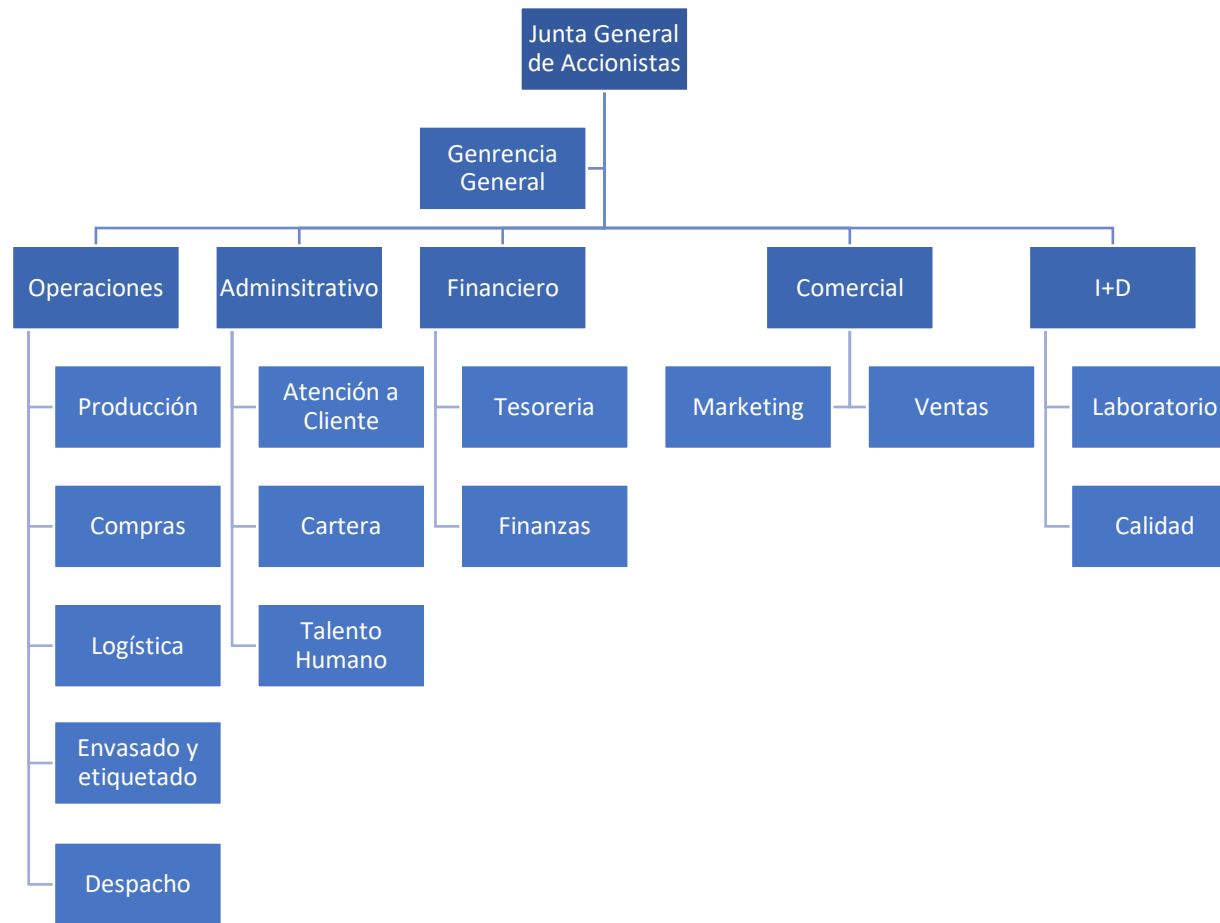 Junta General
de Accionistas
Genrencia
General
Operaciones
Adminsitrativo
Financiero
Comercial
I+D
Producción
Atención a
Cliente
Tesoreria
Marketing
Ventas
Laboratorio
Compras
Cartera
Finanzas
Calidad
Logística
Talento
Humano
Envasado y
etiquetado
Despacho